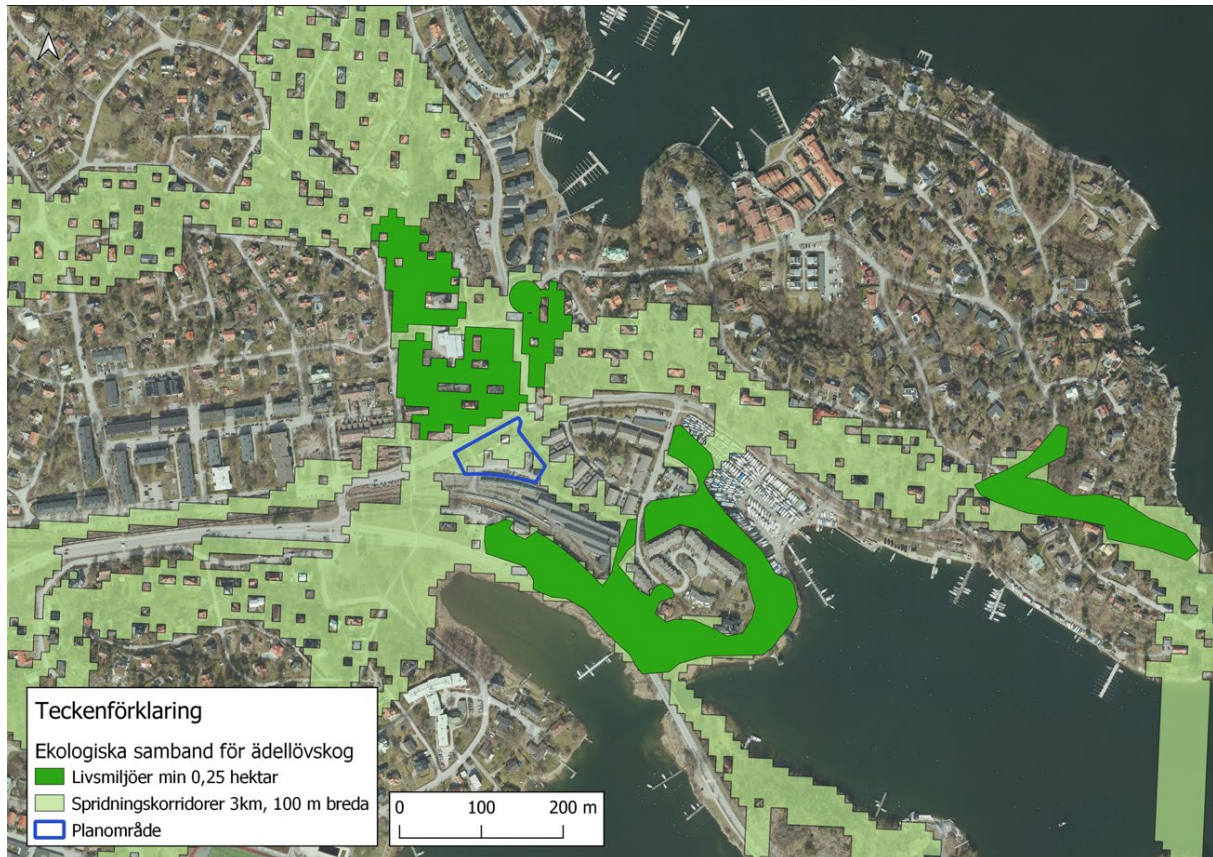 Teckenförklaring
Ekologiska samband för ädellövskog
Livsmiljöer min 0,25 hektar
Spridningskorridorer 3km, 100 m breda
Planområde
0 100 200 m